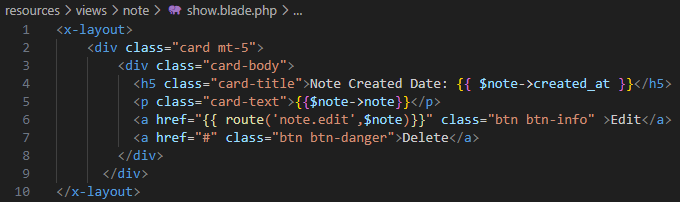 resources > views > note > show.blade.php > ...
1 <x-layout>
2 <div class="card mt-5">
3 <div class="card-body">
4 <h5 class="card-title">Note Created Date: {{ $note->created_at }}</h5>
5 <p class="card-text">{{$note->note}}</p>
6 <a href="{{ route('note.edit',$note)}}" class="btn btn-info" >Edit</a>
7 <a href="#" class="btn btn-danger">Delete</a>
8 </div>
9 </div>
10 </x-layout>